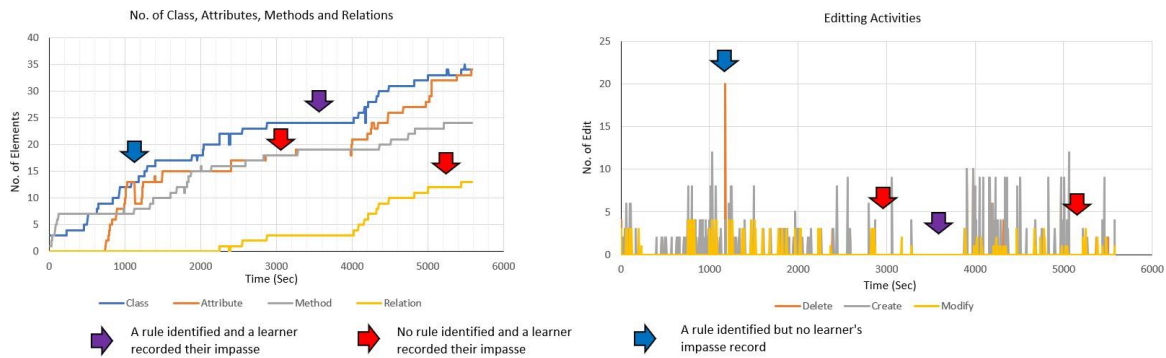 No. of Class, Attributes, Methods and Relations
No. of Elements
40
35
30
25
20
15
10
5
0
0 1000 2000 3000 4000 5000 6000
Time (Sec)
Class Attribute Method Relation
Editting Activities
No. of Edit
25
20
15
10
5
0
0 1000 2000 3000 4000 5000 6000
Time (Sec)
Delete Create Modify
A rule identified and a learner
recorded their impasse
No rule identified and a learner
recorded their impasse
A rule identified but no learner's
impasse record